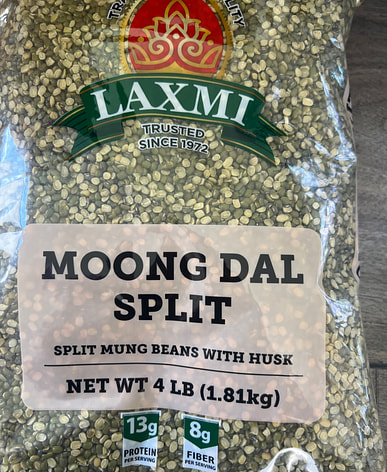 LAXMI
TRUSTED
SINCE 1972
MOONG DAL
SPLIT
SPLIT MUNG BEANS WITH HUSK
NET WT 4 LB (1.81kg)
13g
PROTEIN
PER SERVING
8g
FIBER
PER SERVING